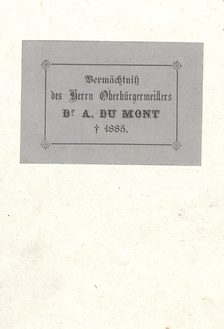 Vermächtniß
des Herrn Oberbürgermeisters
Dr A. DU MONT
† 1885.